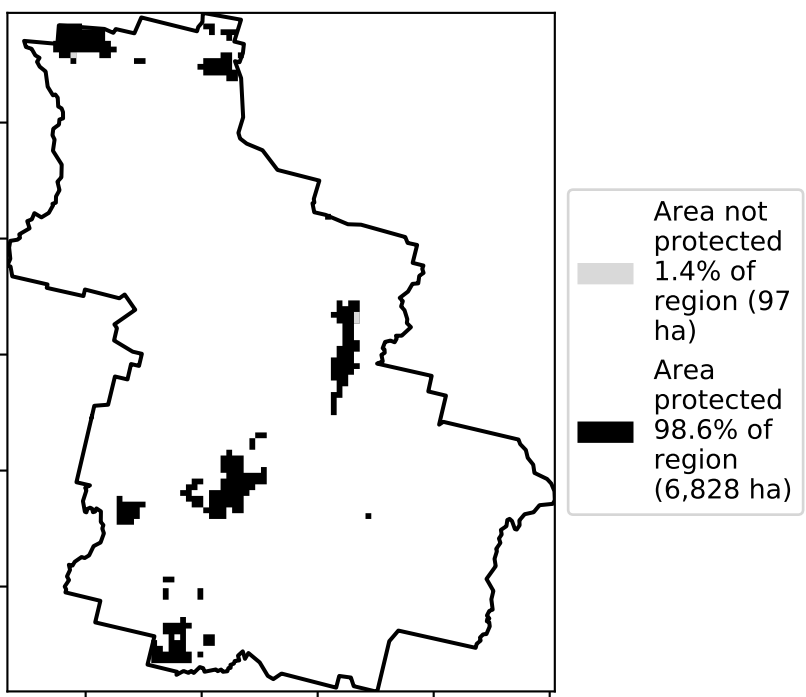 Area not
protected
1.4% of
region (97
ha)
Area
protected
98.6% of
region
(6,828 ha)